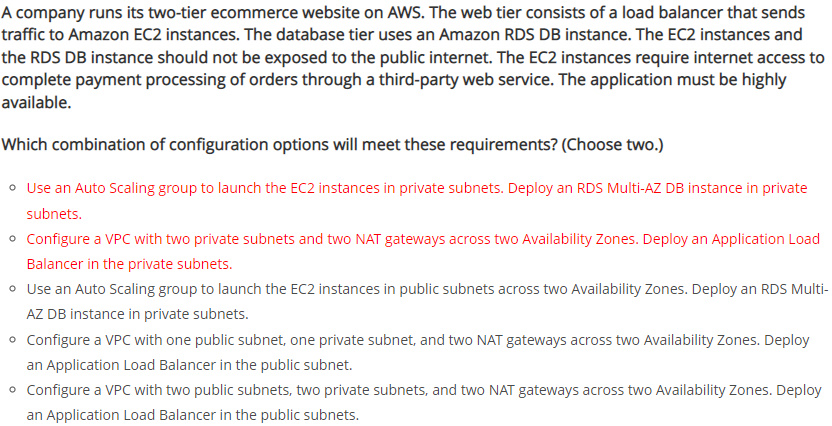 A company runs its two-tier ecommerce website on AWS. The web tier consists of a load balancer that sends
traffic to Amazon EC2 instances. The database tier uses an Amazon RDS DB instance. The EC2 instances and
the RDS DB instance should not be exposed to the public internet. The EC2 instances require internet access to
complete payment processing of orders through a third-party web service. The application must be highly
available.
Which combination of configuration options will meet these requirements? (Choose two.)
Use an Auto Scaling group to launch the EC2 instances in private subnets. Deploy an RDS Multi-AZ DB instance in private
subnets.
Configure a VPC with two private subnets and two NAT gateways across two Availability Zones. Deploy an Application Load
Balancer in the private subnets.
Use an Auto Scaling group to launch the EC2 instances in public subnets across two Availability Zones. Deploy an RDS Multi-
AZ DB instance in private subnets.
Configure a VPC with one public subnet, one private subnet, and two NAT gateways across two Availability Zones. Deploy
an Application Load Balancer in the public subnet.
Configure a VPC with two public subnets, two private subnets, and two NAT gateways across two Availability Zones. Deploy
an Application Load Balancer in the public subnets.